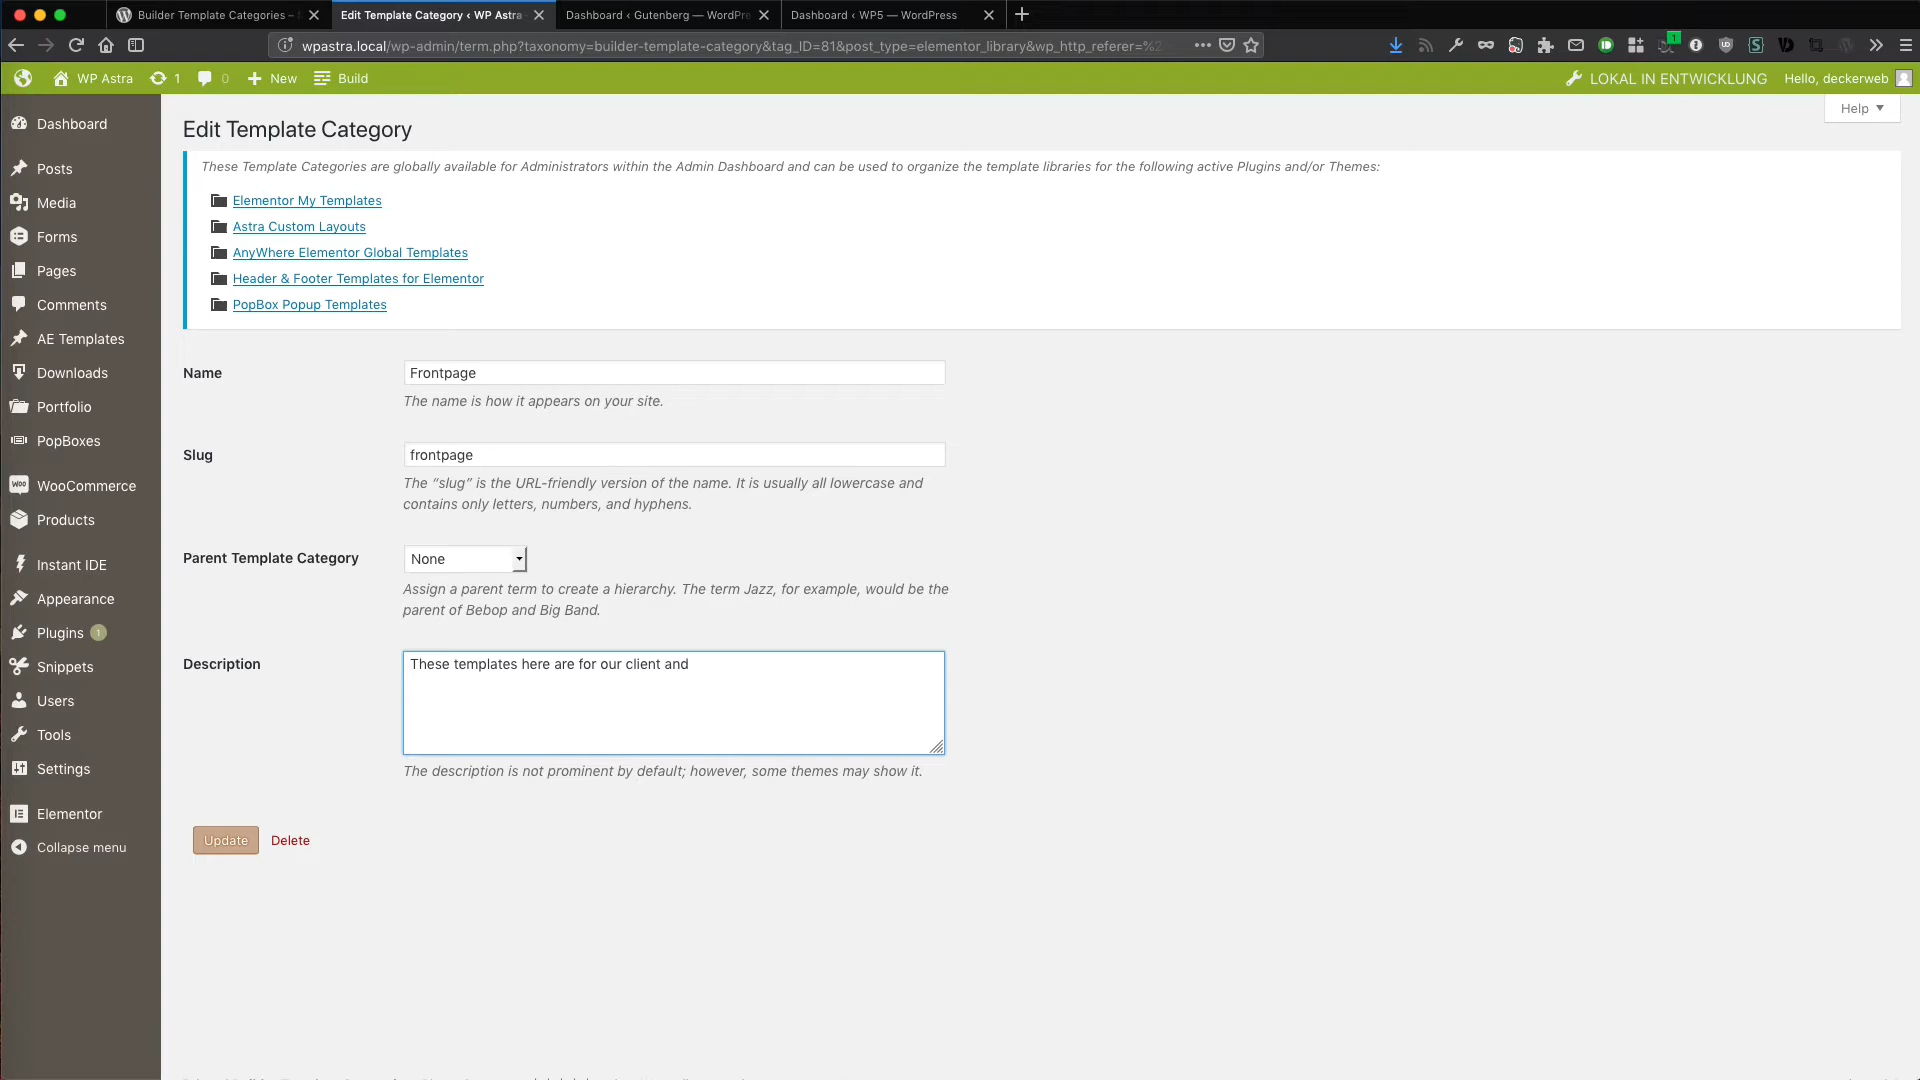 Builder Template Categories –
Edit Template Category ‹ WP Astra
Dashboard ‹ Gutenberg — WordPre
Dashboard ‹ WP5 — WordPress
wpastra.local/wp-admin/term.php?taxonomy=builder-template-category&tag_ID=81&post_type=elementor_library&wp_http_referer=%2
1
WP Astra
1
0
New
Build
LOKAL IN ENTWICKLUNG
Hello, deckerweb
Help
Dashboard
Posts
Media
Forms
Pages
Comments
AE Templates
Downloads
Portfolio
PopBoxes
WooCommerce
Products
Instant IDE
Appearance
Plugins 1
Snippets
Users
Tools
Settings
Elementor
Collapse menu
Edit Template Category
These Template Categories are globally available for Administrators within the Admin Dashboard and can be used to organize the template libraries for the following active Plugins and/or Themes:
Elementor My Templates
Astra Custom Layouts
AnyWhere Elementor Global Templates
Header & Footer Templates for Elementor
PopBox Popup Templates
Name
Frontpage
The name is how it appears on your site.
Slug
frontpage
The “slug” is the URL-friendly version of the name. It is usually all lowercase and
contains only letters, numbers, and hyphens.
Parent Template Category
None
Assign a parent term to create a hierarchy. The term Jazz, for example, would be the
parent of Bebop and Big Band.
Description
These templates here are for our client and
The description is not prominent by default; however, some themes may show it.
Update
Delete